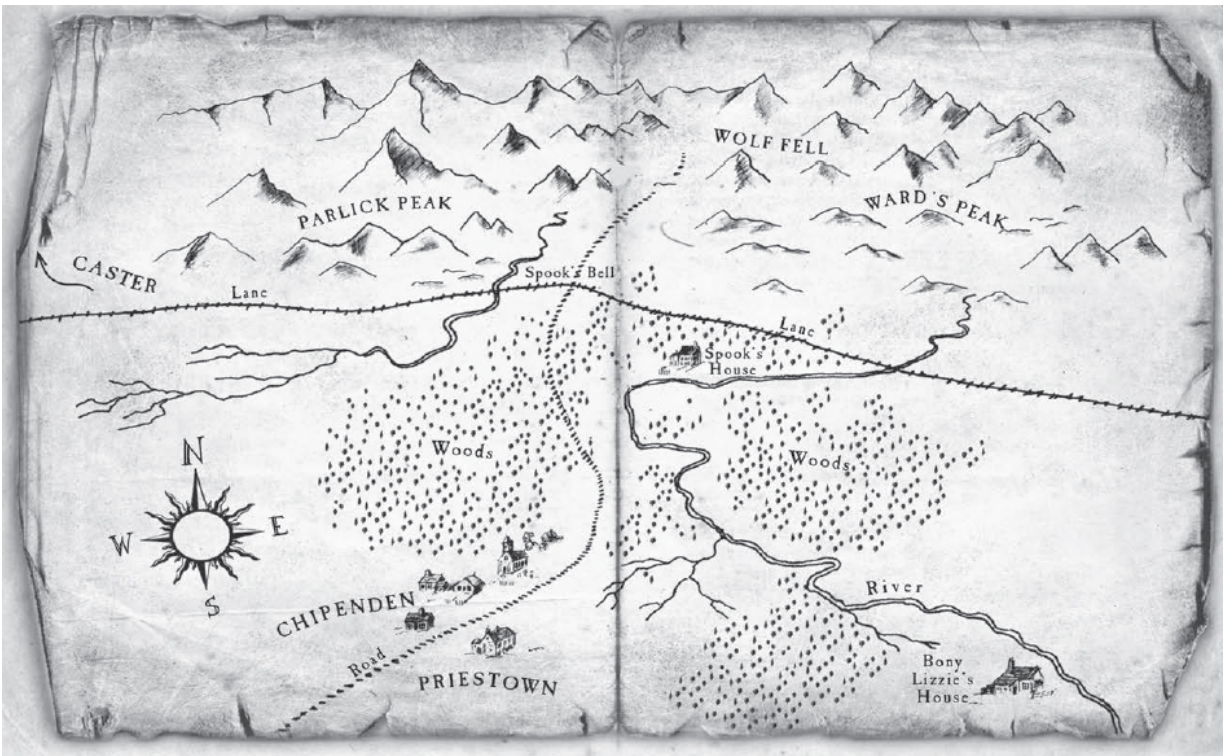 WOLF FELL
PARLICK PEAK
WARD'S PEAK
CASTER
Spook's Bell
Lane
Lane
Spook's
House
Woods
Woods
N
W
E
S
CHIPENDEN
River
Road
PRIESTOWN
Bony
Lizzie's
House